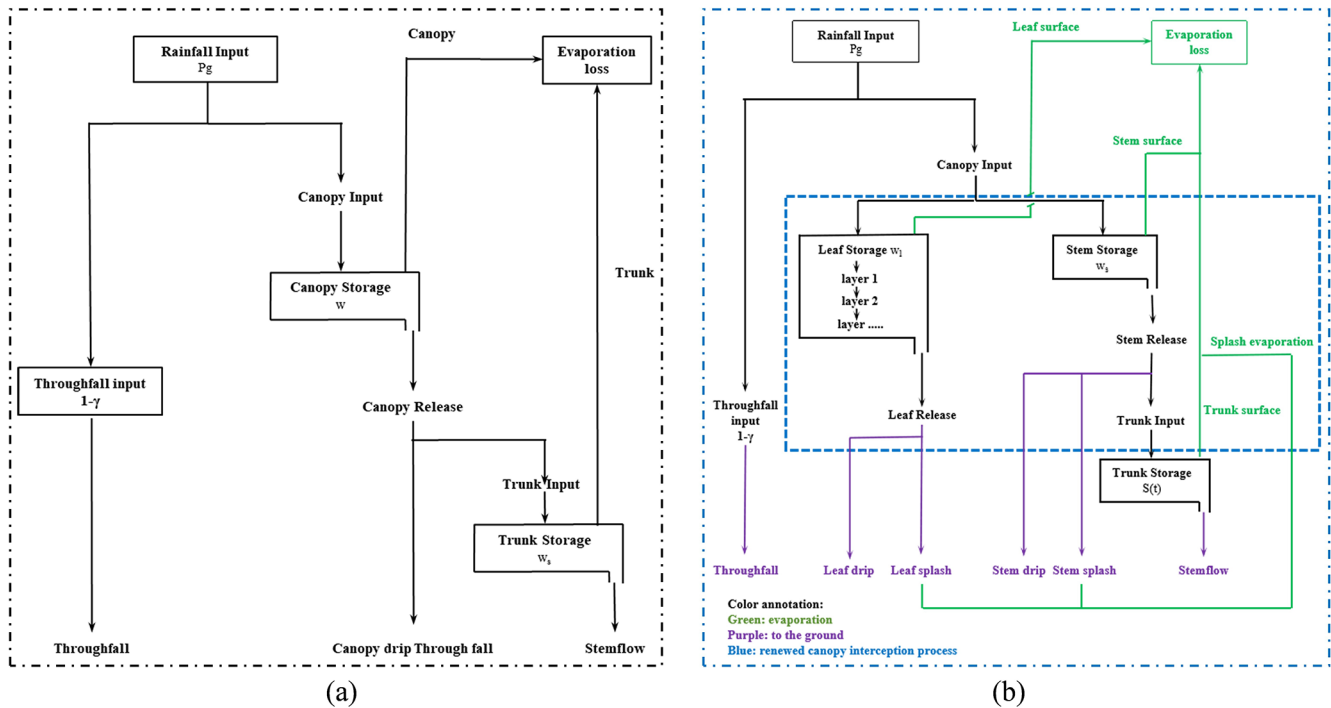 Canopy
Rainfall Input
Pg
Evaporation
loss
Canopy Input
Trunk
Canopy Storage
w
Throughfall input
1-γ
Canopy Release
Trunk Input
Trunk Storage
ws
Throughfall
Canopy drip Through fall
Stemflow
(a)
Leaf surface
Rainfall Input
Pg
Evaporation
loss
Stem surface
Canopy Input
Leaf Storage wl
layer 1
layer 2
layer .....
Stem Storage
ws
Stem Release
Splash evaporation
Throughfall
input
1-γ
Leaf Release
Trunk surface
Trunk Input
Trunk Storage
S(t)
Throughfall
Leaf drip
Leaf splash
Stem drip
Stem splash
Stemflow
Color annotation:
Green: evaporation
Purple: to the ground
Blue: renewed canopy interception process
(b)